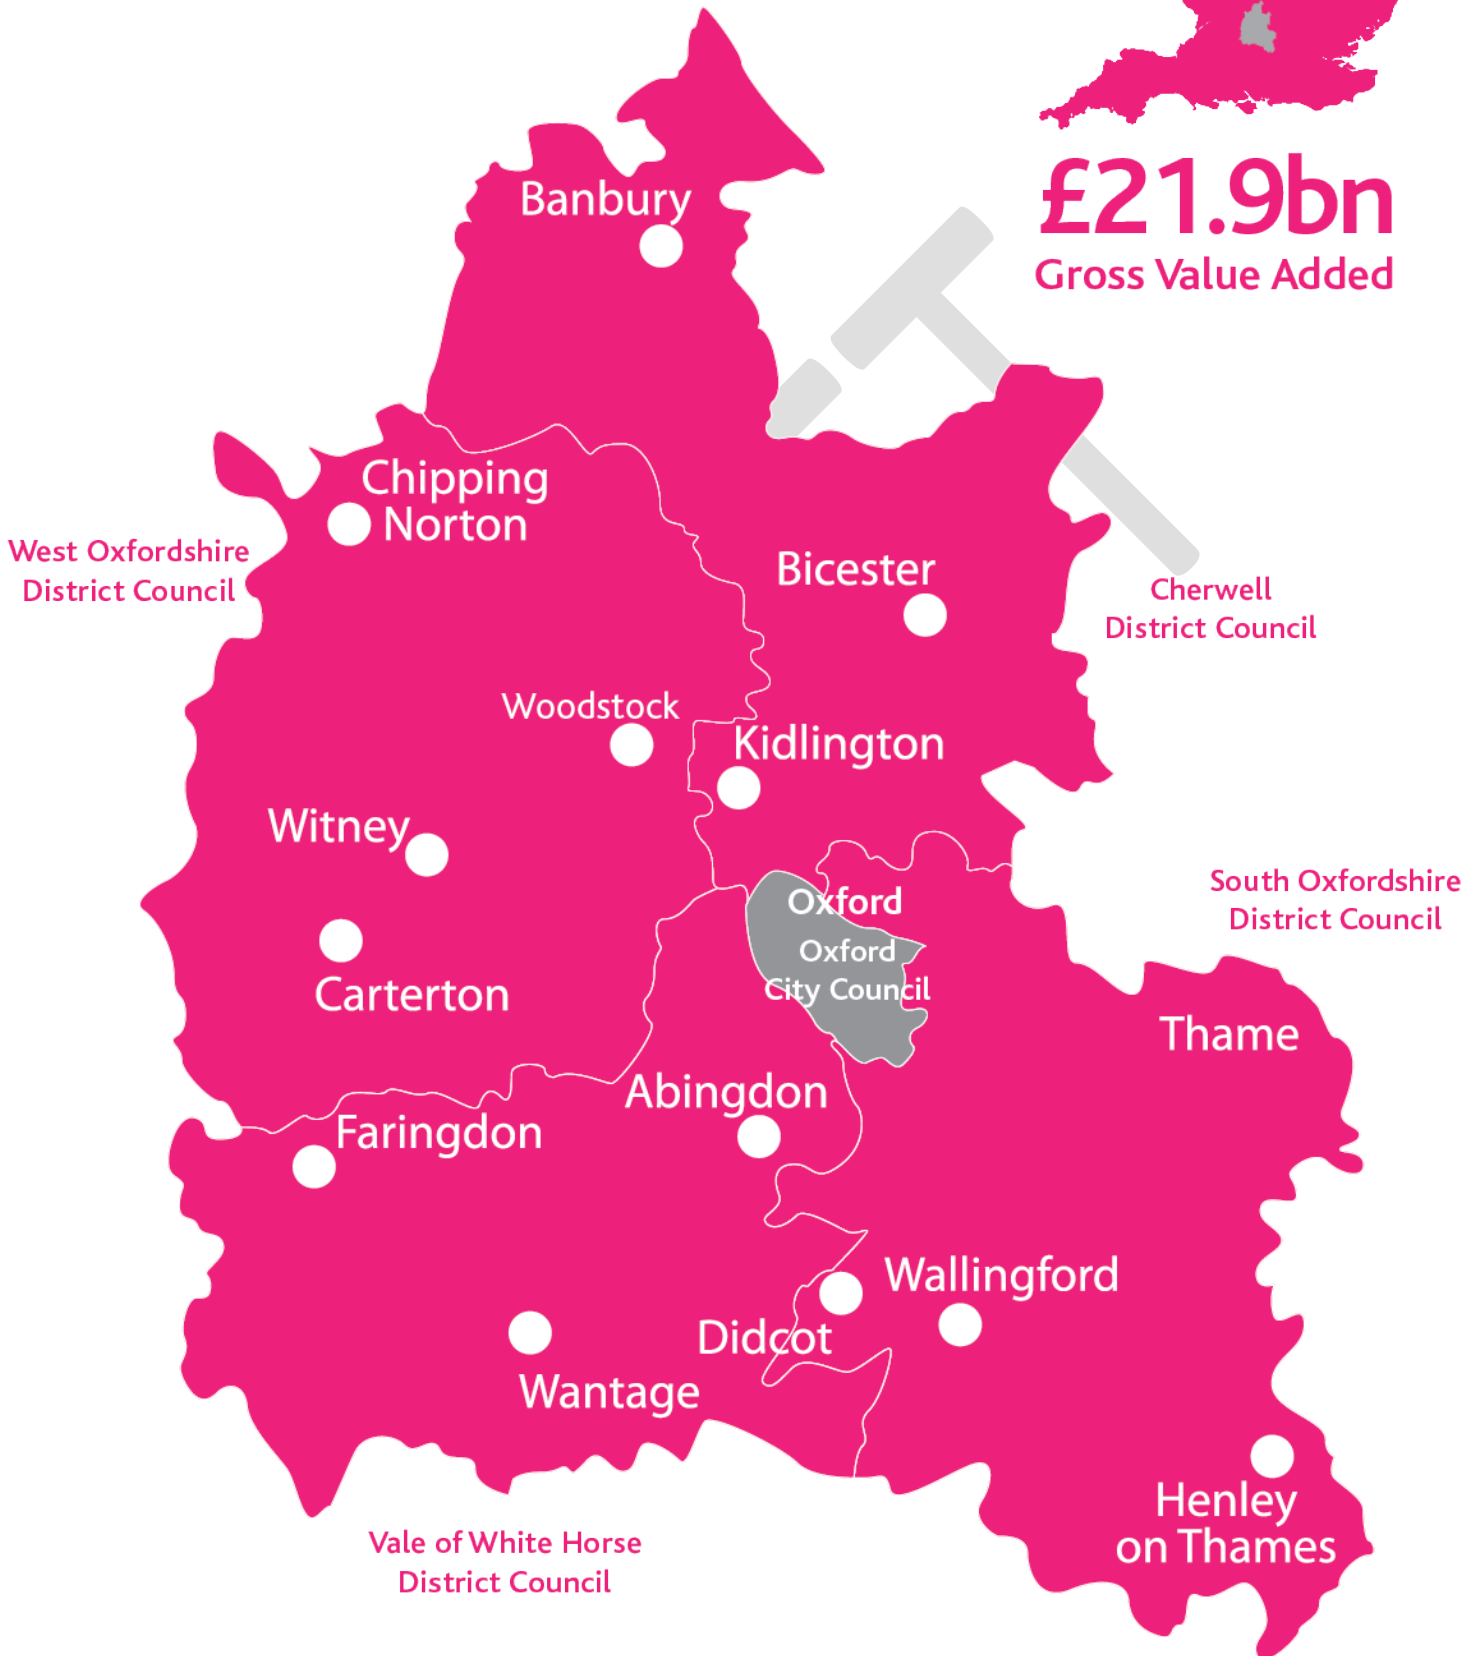 £21.9bn
Gross Value Added
Banbury
Chipping
Norton
West Oxfordshire
District Council
Bicester
Cherwell
District Council
Woodstock
Kidlington
Witney
South Oxfordshire
District Council
Oxford
Oxford
City Council
Carterton
Thame
Abingdon
Faringdon
Wallingford
Didcot
Wantage
Henley
on Thames
Vale of White Horse
District Council